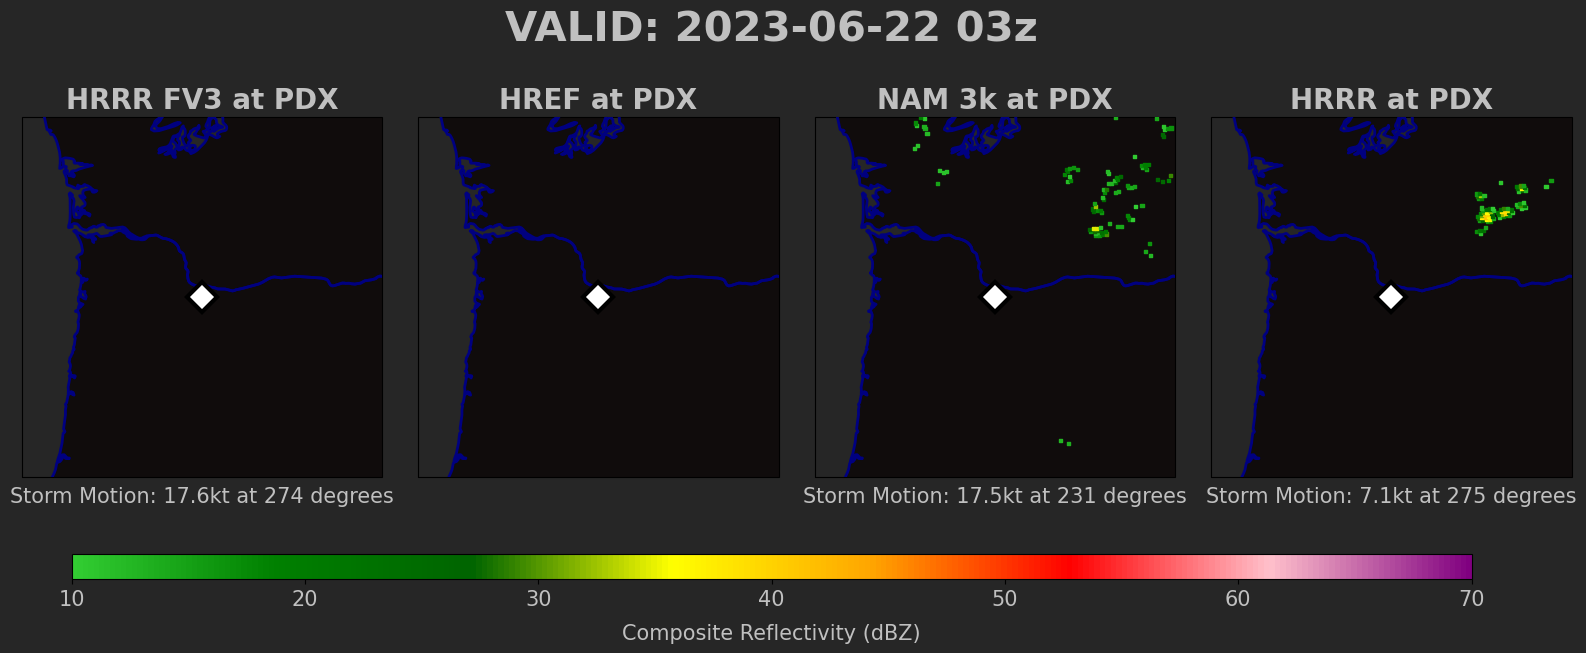 VALID: 2023-06-22 03z
HRRR FV3 at PDX
HREF at PDX
NAM 3k at PDX
HRRR at PDX
Storm Motion: 17.6kt at 274 degrees
Storm Motion: 17.5kt at 231 degrees
Storm Motion: 7.1kt at 275 degrees
10 20 30 40 50 60 70
Composite Reflectivity (dBZ)